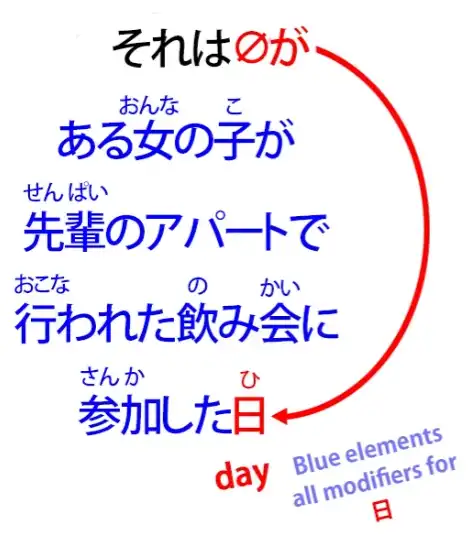 それは∅が
おんな こ
ある女の子が
せんぱい
先輩のアパートで
おこな の かい
行われた飲み会に
さんか ひ
参加した日
day
Blue elements
all modifiers for
日